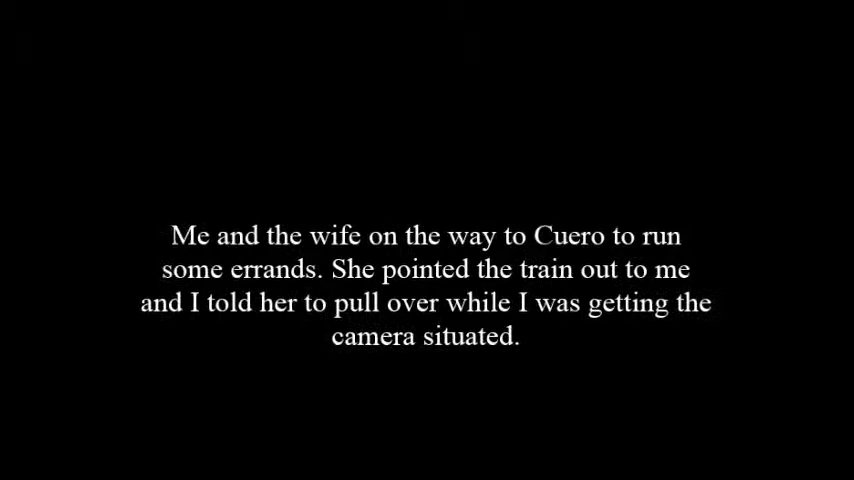 Me and the wife on the way to Cuero to run
some errands. She pointed the train out to me
and I told her to pull over while I was getting the
camera situated.